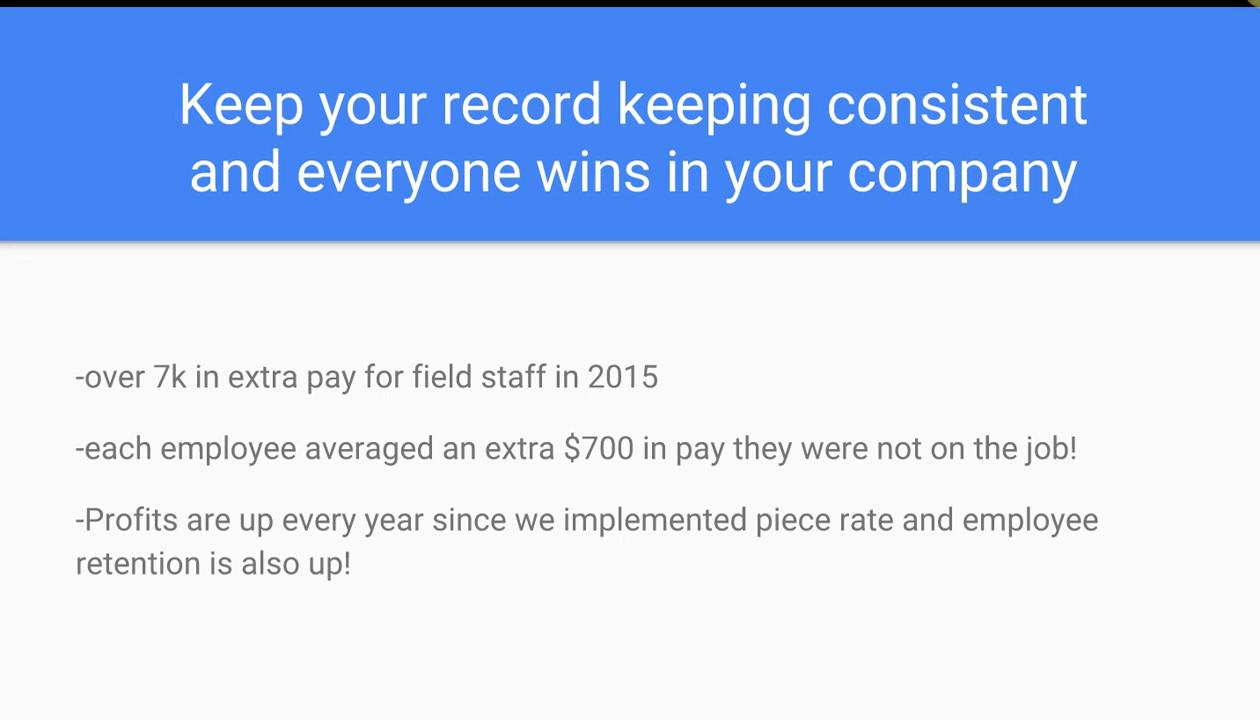 Keep your record keeping consistent
and everyone wins in your company
-over 7k in extra pay for field staff in 2015
-each employee averaged an extra $700 in pay they were not on the job!
-Profits are up every year since we implemented piece rate and employee
retention is also up!